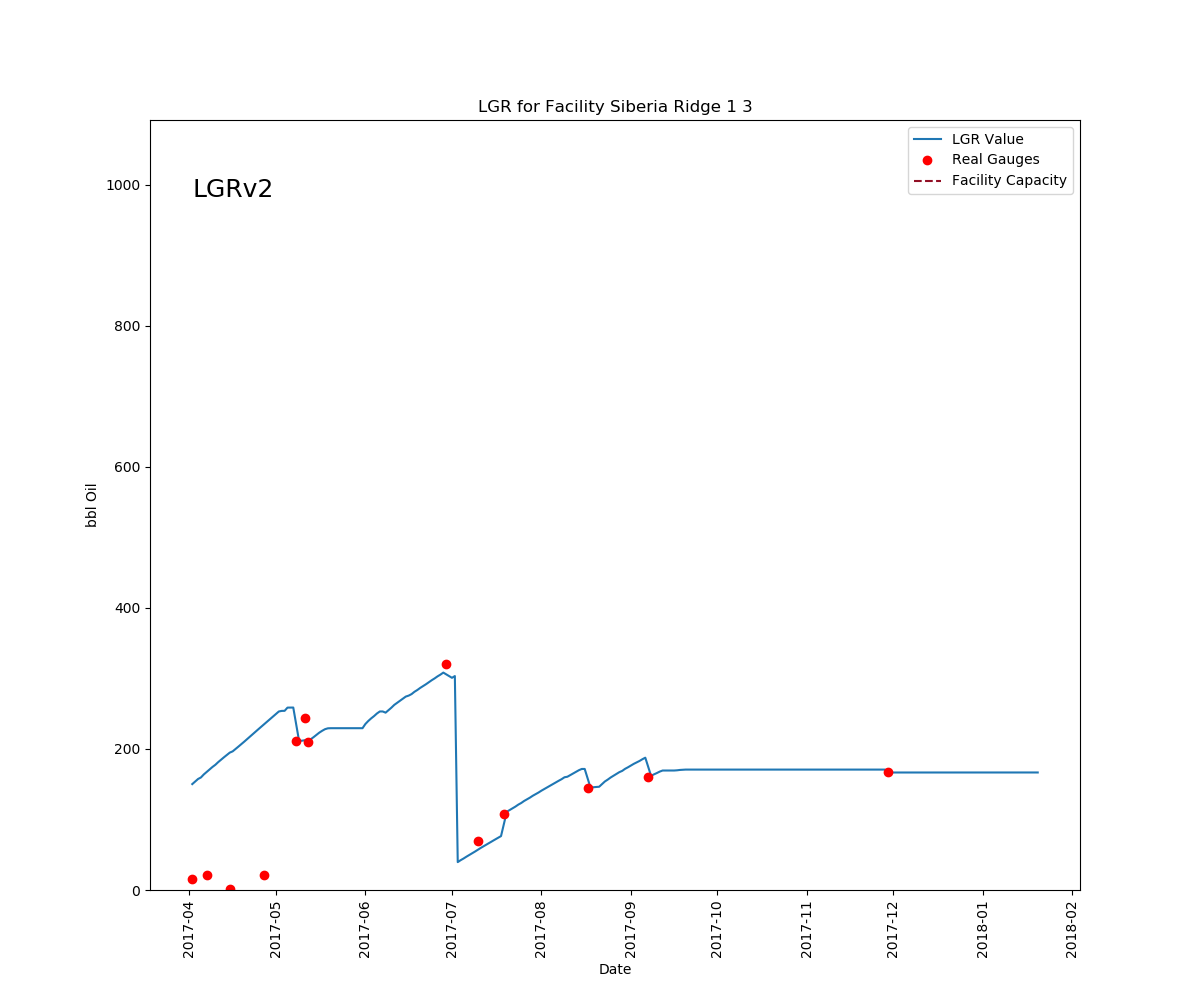 LGR for Facility Siberia Ridge 1 3
LGR Value
Real Gauges
Facility Capacity
LGRv2
1000
800
600
400
200
0
bbl Oil
2017-04
2017-05
2017-06
2017-07
2017-08
2017-09
2017-10
2017-11
2017-12
2018-01
2018-02
Date